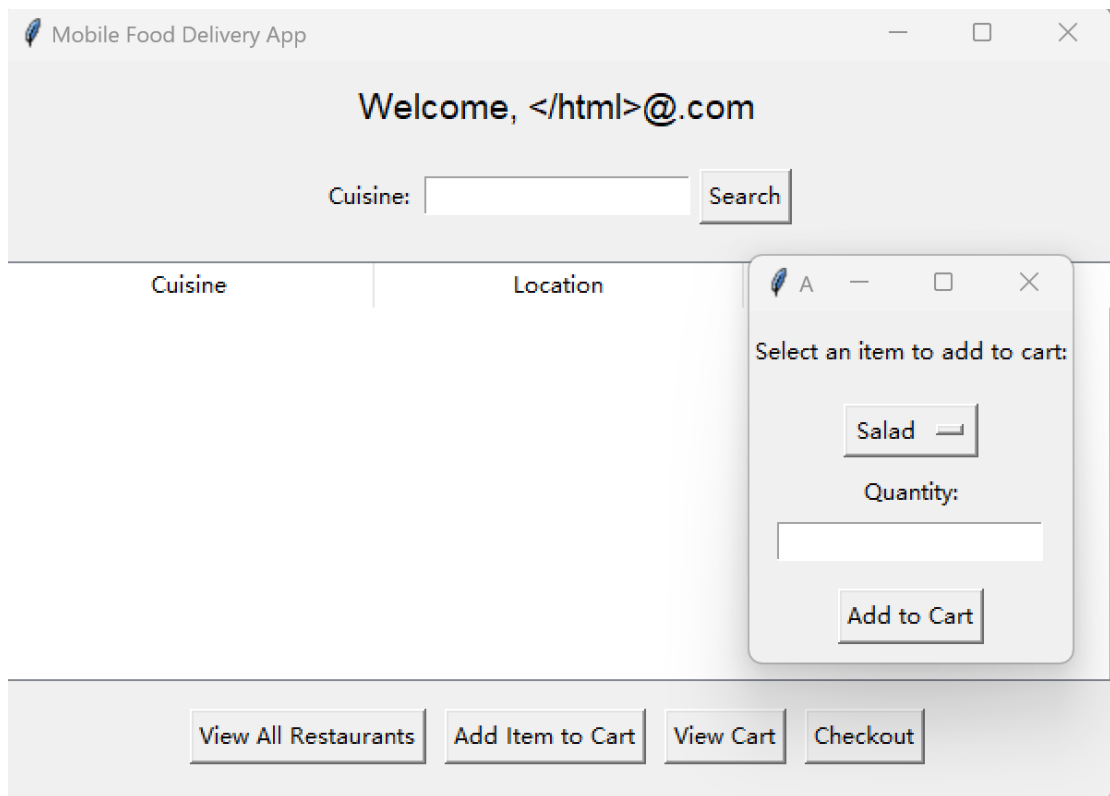 Mobile Food Delivery App
Welcome, </html>@.com
Cuisine: Search
Cuisine Location
A
Select an item to add to cart:
Salad
Quantity:
Add to Cart
View All Restaurants Add Item to Cart View Cart Checkout